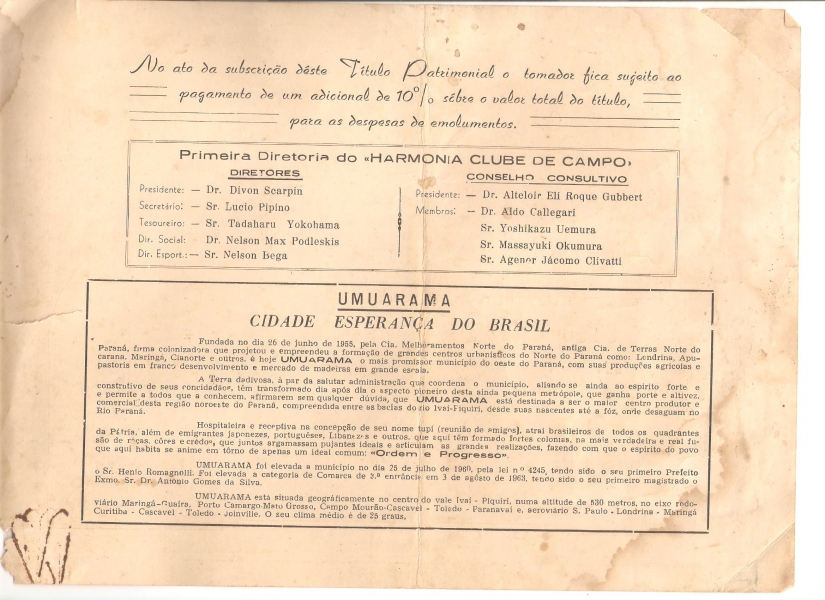 No ato da subscrição dêste Título Patrimonial o tomador fica sujeito ao
pagamento de um adicional de 10% sôbre o valor total do título,
para as despesas de emolumentos.
Primeira Diretoria do «HARMONIA CLUBE DE CAMPO»
DIRETORES
Presidente: — Dr. Divon Scarpin
Secretário: — Sr. Lucio Pipino
Tesoureiro: — Sr. Tadaharu Yokohama
Dir. Social: Dr. Nelson Max Podleskis
Dir. Esport.: — Sr. Nelson Bega
CONSELHO CONSULTIVO
Presidente: — Dr. Alteloir Elí Roque Gubbert
Membros: — Dr. Aldo Callegari
Sr. Yoshikazu Uemura
Sr. Massayuki Okumura
Sr. Agenor Jácomo Clivatti
UMUARAMA
CIDADE ESPERANÇA DO BRASIL
Fundada no dia 26 de junho de 1955, pela Cia. Melhoramentos Norte do Paraná, antiga Cia. de Terras Norte do
Paraná, firma colonizadora que projetou e empreendeu a formação de grandes centros urbanísticos do Norte do Paraná como: Londrina, Apu-
carana, Maringá, Cianorte e outros, é hoje UMUARAMA o mais promissor município do oeste do Paraná, com suas produções agrícolas e
pastoris em franco desenvolvimento e mercado de madeiras em grande escala.
A Terra dadivosa, à par da salutar administração que coordena o município, aliando-se ainda ao espírito forte e
construtivo de seus concidadãos, têm transformado dia após dia o aspecto pioneiro desta ainda pequena metrópole, que ganha porte e altivez,
e permite a todos que a conhecem, afirmarem sem qualquer dúvida, que UMUARAMA está destinada a ser o maior centro produtor e
comercial desta região noroeste do Paraná, compreendida entre as bacias do rio Ivaí-Piquiri, desde suas nascentes até a fóz, onde desaguam no
Rio Paraná.
Hospitaleira e receptiva na concepção de seu nome tupí (reunião de amigos), atrai brasileiros de todos os quadrantes
da Pátria, além de emigrantes japonezes, portuguêses, Libanezes e outros, que aqui têm formado fortes colonias, na mais verdadeira e real fu-
são de raças, côres e crêdos, que juntos argamassam pujantes ideais e articulam as grandes realizações, fazendo com que o espírito do povo
que aqui habita se anime em tôrno de apenas um ideal comum: «Ordem e Progresso».
UMUARAMA foi elevada a município no dia 25 de julho de 1960, pela lei nº 4245, tendo sido o seu primeiro Prefeito
o Sr. Henio Romagnolli. Foi elevada a categoria de Comarca de 3.ª entrância em 3 de agôsto de 1963, tendo sido o seu primeiro magistrado o
Exmo. Sr. Dr. Antonio Gomes da Silva.
UMUARAMA está situada geográficamente no centro do vale Ivaí - Piquiri, numa altitude de 530 metros, no eixo rodo-
viário Maringá-Guaira, Porto Camargo-Mato Grosso, Campo Mourão-Cascavel - Toledo - Paranavaí e, aeroviário S. Paulo - Londrina - Maringá
Curitiba - Cascavel - Toledo - Joinville. O seu clima médio é de 25 graus.